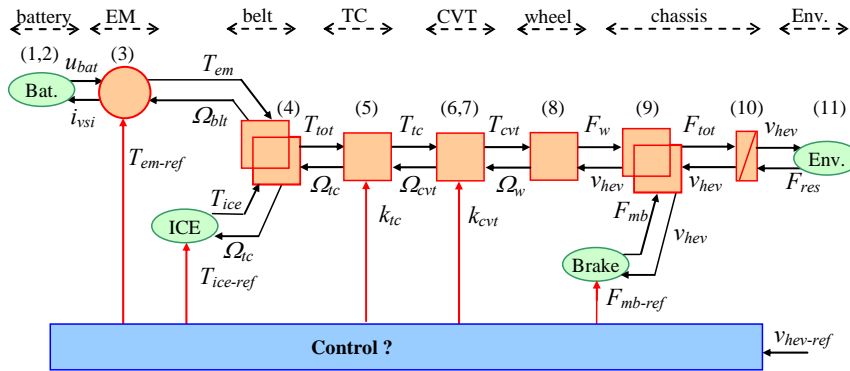 battery EM belt TC CVT wheel chassis Env.
(1,2) (3) (4) (5) (6,7) (8) (9) (10) (11)
u_bat T_em
Bat.
i_vsi Ω_blt
T_tot T_tc T_cvt F_w F_tot v_hev
Env.
T_em-ref Ω_tc Ω_cvt Ω_w v_hev v_hev F_res
T_ice k_tc k_cvt F_mb
ICE v_hev
Ω_tc
Brake
T_ice-ref F_mb-ref
Control ? v_hev-ref